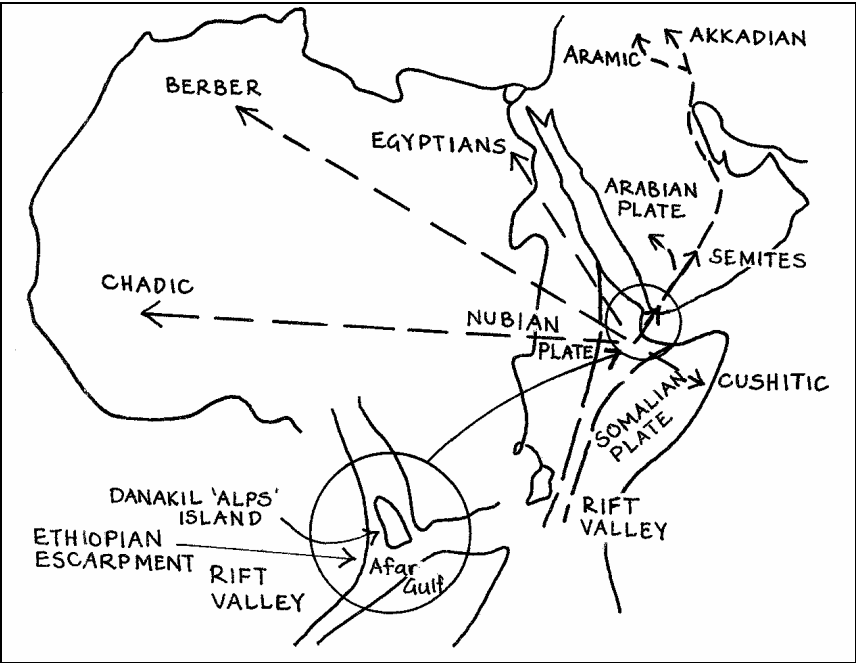 AKKADIAN
ARAMIC
BERBER
EGYPTIANS
ARABIAN
PLATE
SEMITES
CHADIC
NUBIAN
PLATE
CUSHITIC
SOMALIAN
PLATE
DANAKIL 'ALPS'
ISLAND
RIFT
VALLEY
ETHIOPIAN
ESCARPMENT
Afar
Gulf
RIFT
VALLEY